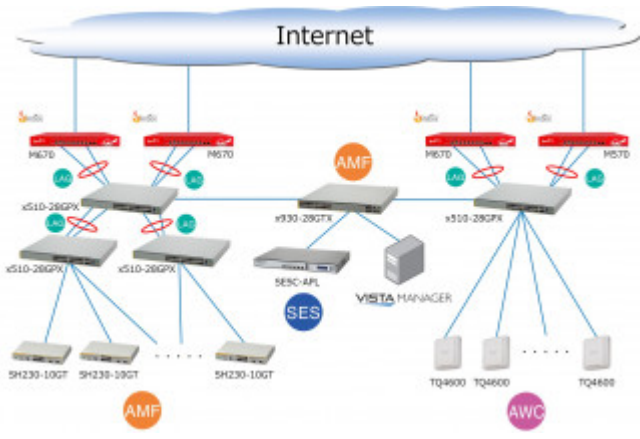 Internet
M670
M670
M670
M570
AMF
LAG
LAG
LAG
LAG
x510-28GPX
x930-28GTX
x510-28GPX
LAG
LAG
x510-28GPX
x510-28GPX
SESC-APL
VISTA MANAGER
SES
SH230-10GT
SH230-10GT
SH230-10GT
TQ4600
TQ4600
TQ4600
AMF
AWC